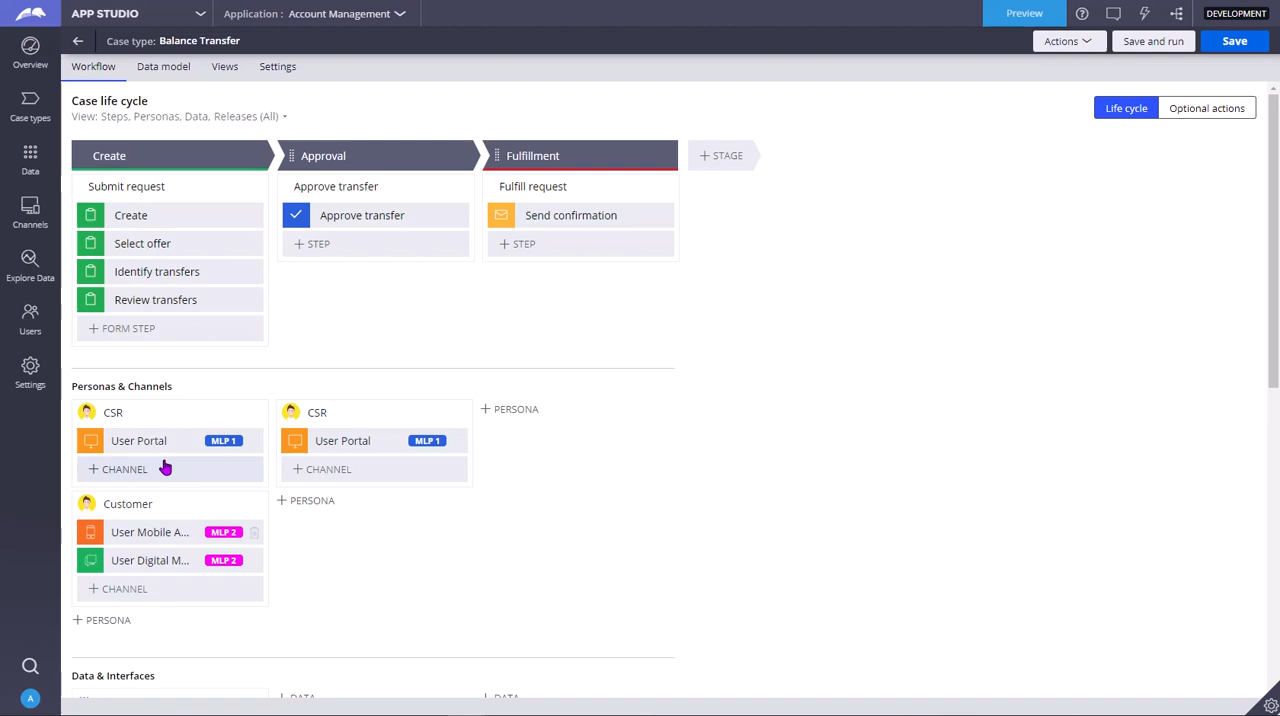 APP STUDIO
Application : Account Management
Preview
DEVELOPMENT
Overview
Case types
Data
Channels
Explore Data
Users
Settings
A
Case type: Balance Transfer
Actions
Save and run
Save
Workflow
Data model
Views
Settings
Case life cycle
View: Steps, Personas, Data, Releases (All)
Life cycle
Optional actions
Create
Approval
Fulfillment
+ STAGE
Submit request
Approve transfer
Fulfill request
Create
Approve transfer
Send confirmation
Select offer
+ STEP
+ STEP
Identify transfers
Review transfers
+ FORM STEP
Personas & Channels
CSR
CSR
+ PERSONA
User Portal
MLP 1
User Portal
MLP 1
+ CHANNEL
+ CHANNEL
Customer
+ PERSONA
User Mobile A...
MLP 2
User Digital M...
MLP 2
+ CHANNEL
+ PERSONA
Data & Interfaces
DATA
DATA